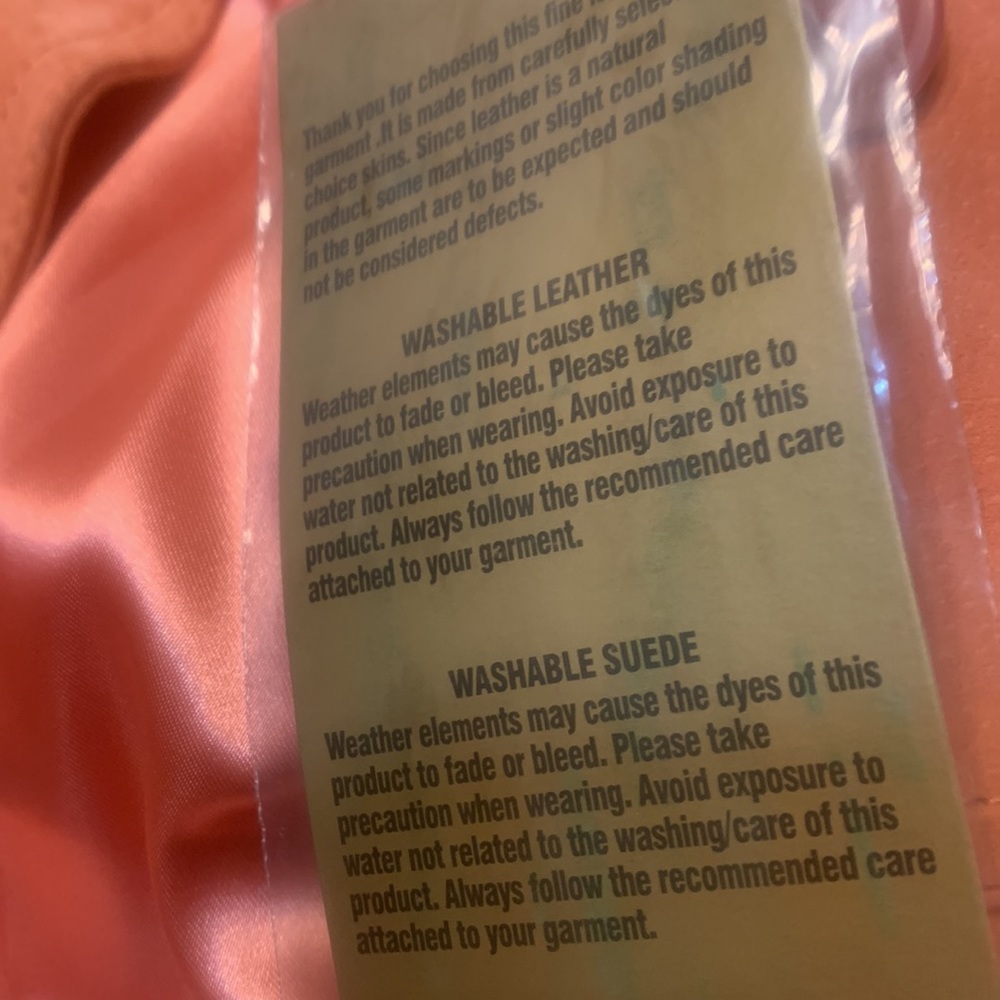 Thank you for choosing this fine
garment .It is made from carefully
choice skins. Since leather is a natural
product, some markings or slight color shading
in the garment are to be expected and should
not be considered defects.
WASHABLE LEATHER
Weather elements may cause the dyes of this
product to fade or bleed. Please take
precaution when wearing. Avoid exposure to
water not related to the washing/care of this
product. Always follow the recommended care
attached to your garment.
WASHABLE SUEDE
Weather elements may cause the dyes of this
product to fade or bleed. Please take
precaution when wearing. Avoid exposure to
water not related to the washing/care of this
product. Always follow the recommended care
attached to your garment.